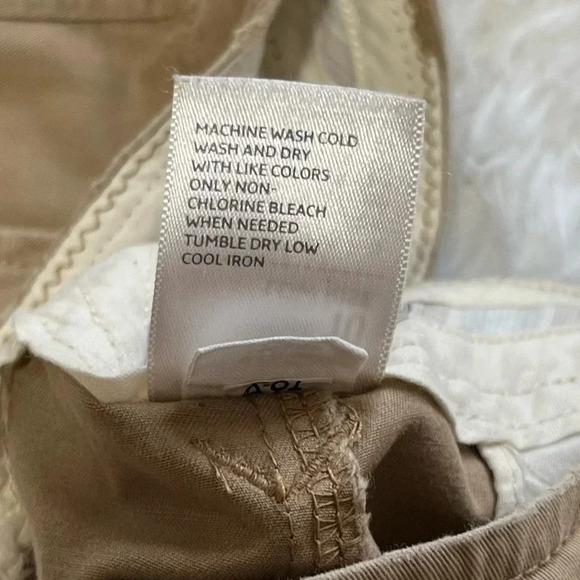 MACHINE WASH COLD
WASH AND DRY
WITH LIKE COLORS
ONLY NON-
CHLORINE BLEACH
WHEN NEEDED
TUMBLE DRY LOW
COOL IRON